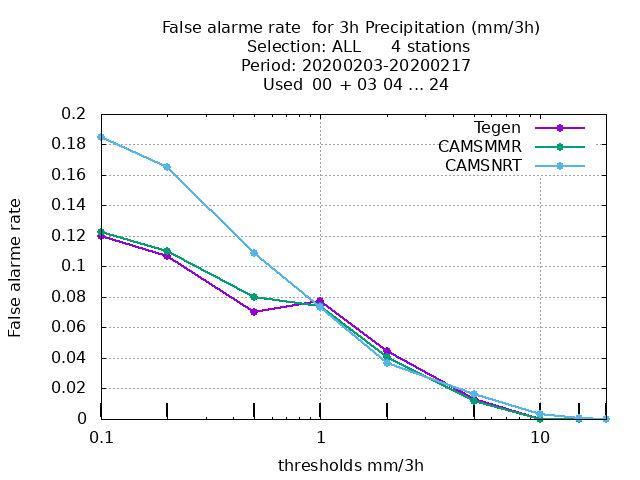 False alarme rate  for 3h Precipitation (mm/3h)
Selection: ALL      4 stations
Period: 20200203-20200217
Used  00  + 03 04 ... 24
Tegen
CAMSMMR
CAMSNRT
0.2
0.18
0.16
0.14
0.12
0.1
0.08
0.06
0.04
0.02
0
False alarme rate
0.1
1
10
thresholds mm/3h